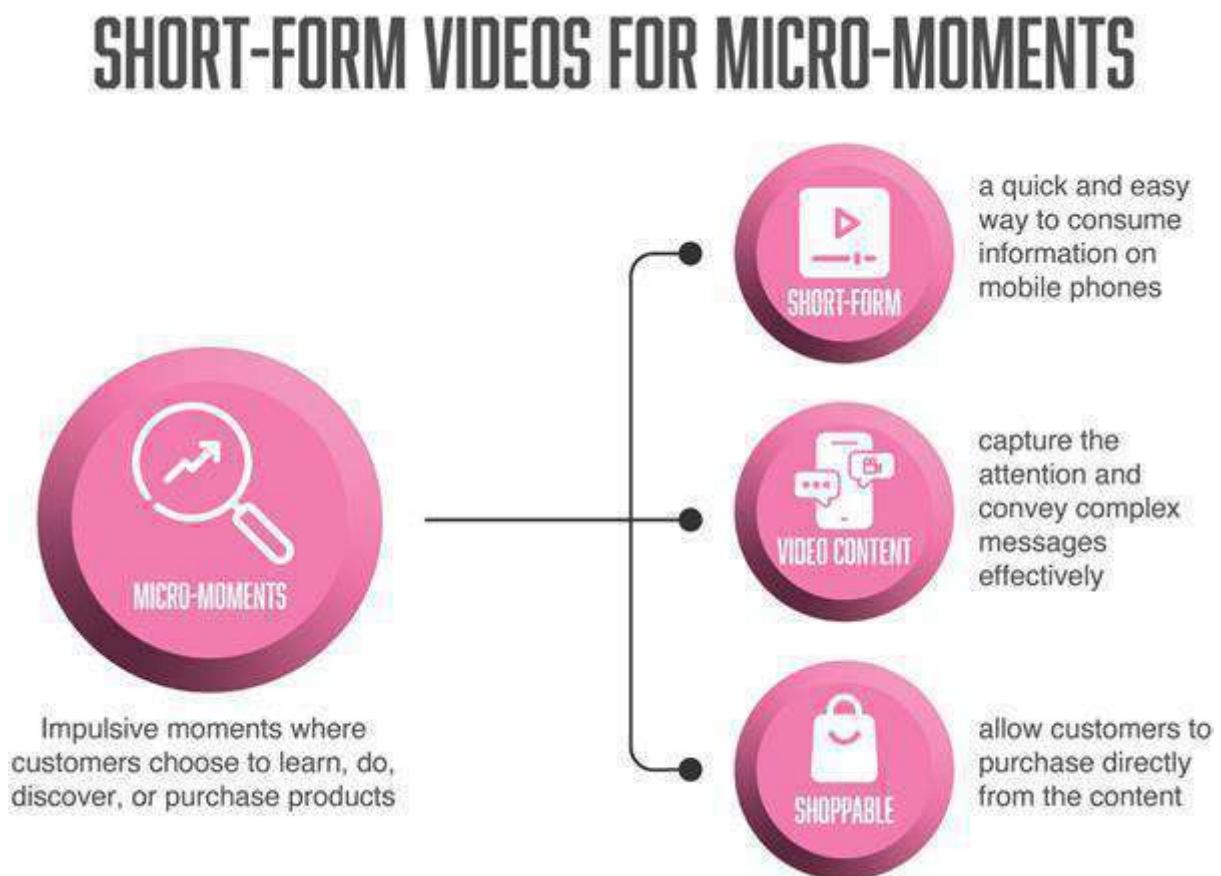 SHORT-FORM VIDEOS FOR MICRO-MOMENTS
MICRO-MOMENTS
Impulsive moments where
customers choose to learn, do,
discover, or purchase products
SHORT-FORM
a quick and easy
way to consume
information on
mobile phones
VIDEO CONTENT
capture the
attention and
convey complex
messages
effectively
SHOPPABLE
allow customers to
purchase directly
from the content